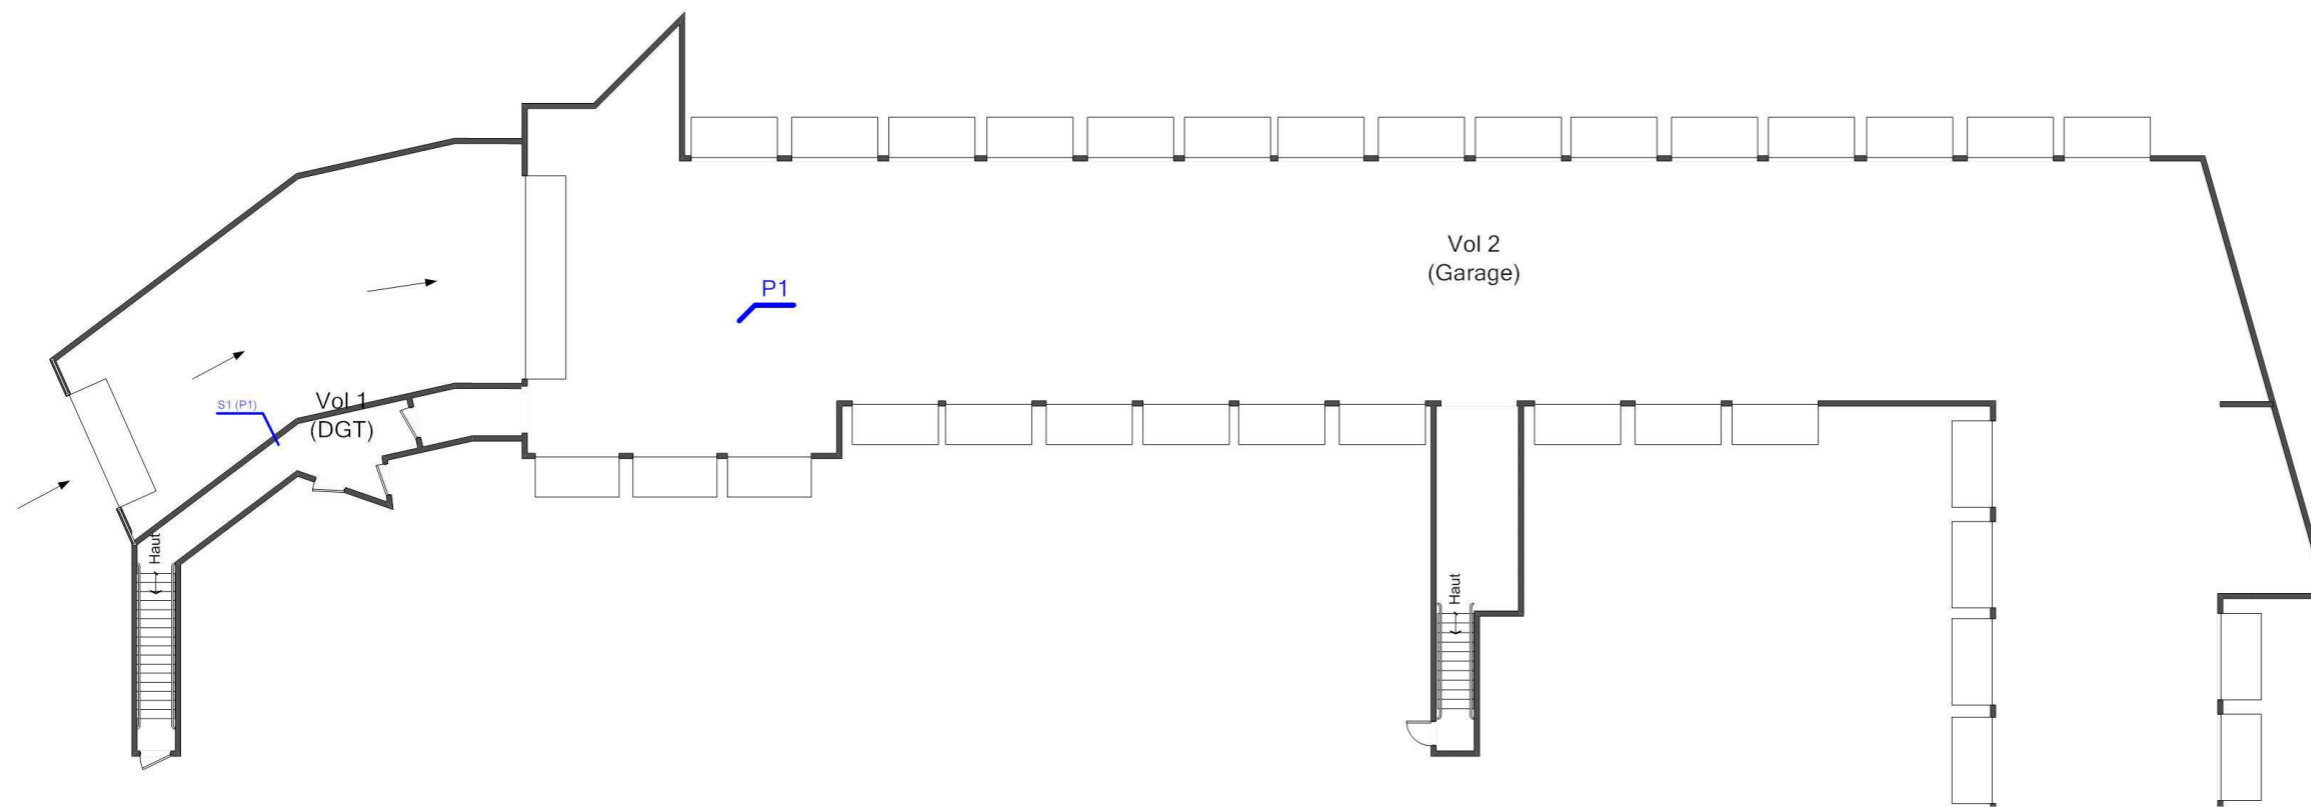 Vol 2
(Garage)
P1
S1 (P1)
Vol 1
(DGT)
Haut
Haut